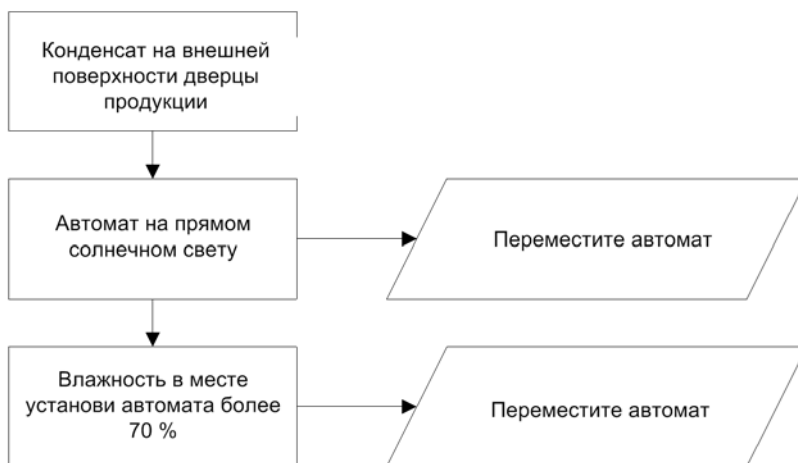 Конденсат на внешней
поверхности дверцы
продукции
Автомат на прямом
солнечном свету
Переместите автомат
Влажность в месте
установи автомата более
70 %
Переместите автомат